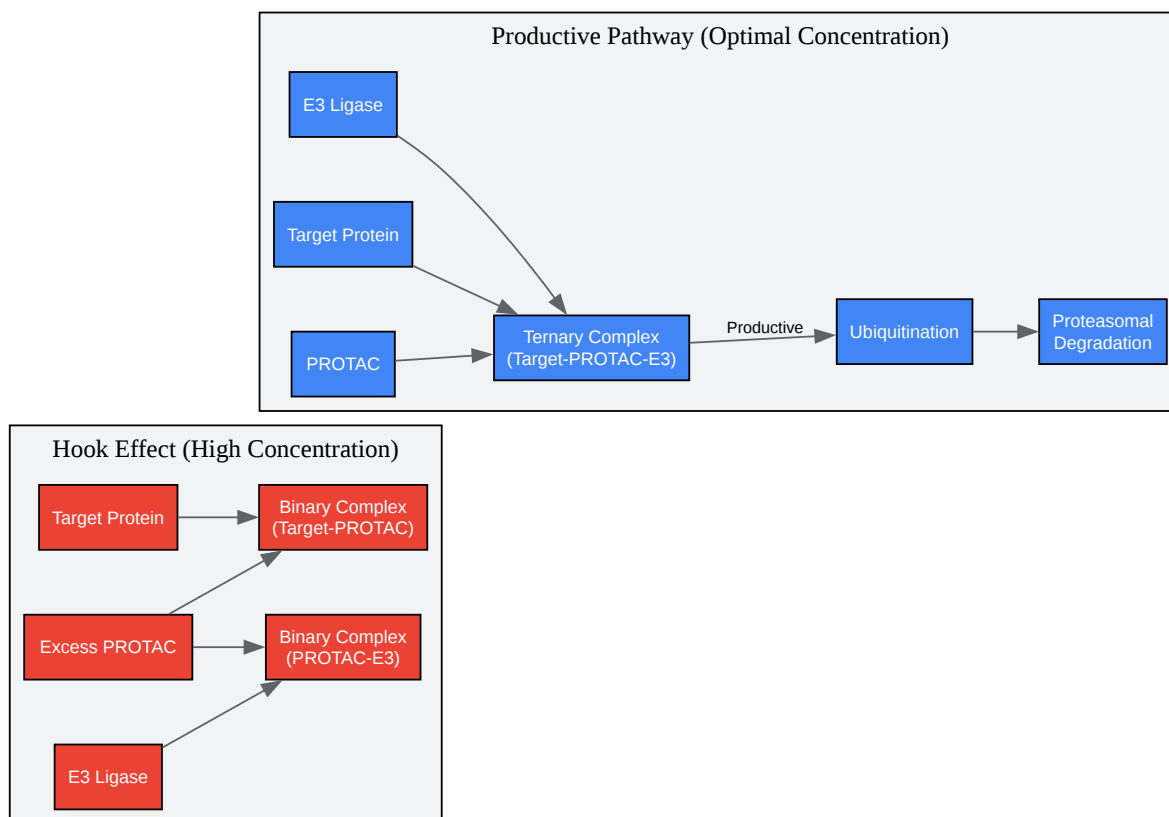 Productive Pathway (Optimal Concentration)
E3 Ligase
Target Protein
PROTAC
Ternary Complex
(Target-PROTAC-E3)
Productive
Ubiquitination
Proteasomal
Degradation
Hook Effect (High Concentration)
Target Protein
Excess PROTAC
E3 Ligase
Binary Complex
(Target-PROTAC)
Binary Complex
(PROTAC-E3)